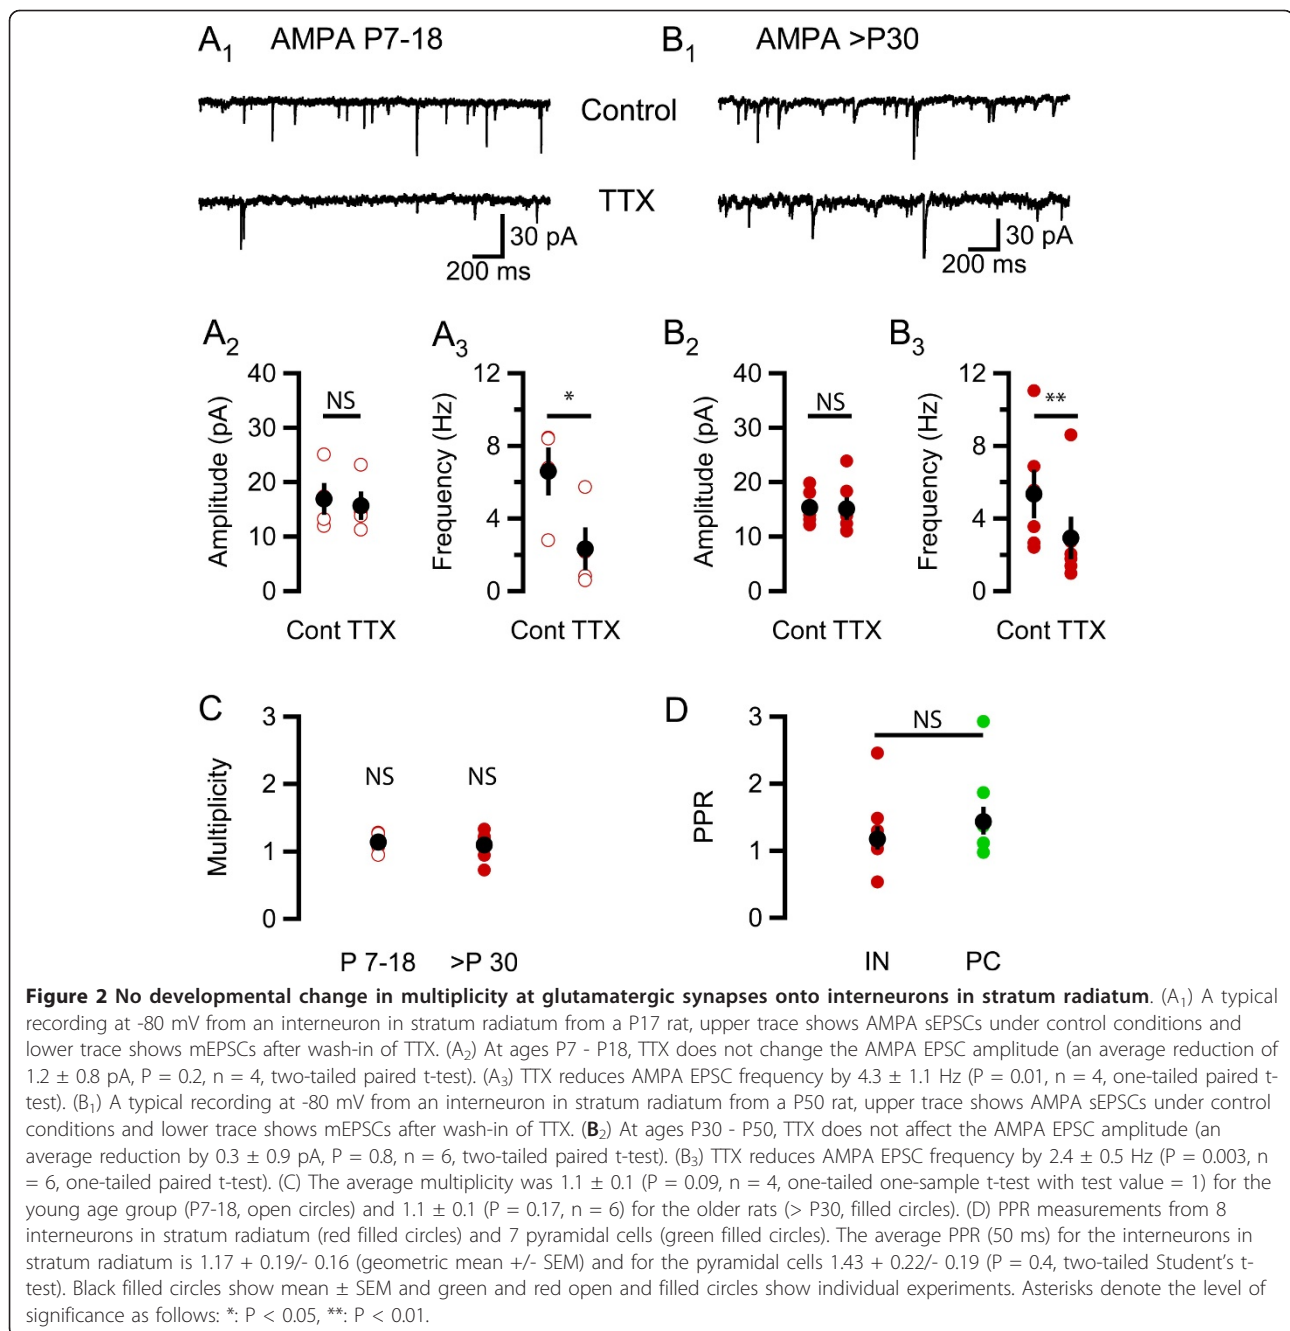 A1 AMPA P7-18
B1 AMPA >P30
Control
TTX
30 pA
200 ms
30 pA
200 ms
A2
Amplitude (pA)
40
30
20
10
0
NS
Cont TTX
A3
Frequency (Hz)
12
8
4
0
*
Cont TTX
B2
Amplitude (pA)
40
30
20
10
0
NS
Cont TTX
B3
Frequency (Hz)
12
8
4
0
**
Cont TTX
C
Multiplicity
3
2
1
0
NS
NS
P 7-18
>P 30
D
PPR
3
2
1
0
NS
IN
PC
Figure 2 No developmental change in multiplicity at glutamatergic synapses onto interneurons in stratum radiatum. (A1) A typical
recording at -80 mV from an interneuron in stratum radiatum from a P17 rat, upper trace shows AMPA sEPSCs under control conditions and
lower trace shows mEPSCs after wash-in of TTX. (A2) At ages P7 - P18, TTX does not change the AMPA EPSC amplitude (an average reduction of
1.2 ± 0.8 pA, P = 0.2, n = 4, two-tailed paired t-test). (A3) TTX reduces AMPA EPSC frequency by 4.3 ± 1.1 Hz (P = 0.01, n = 4, one-tailed paired t-
test). (B1) A typical recording at -80 mV from an interneuron in stratum radiatum from a P50 rat, upper trace shows AMPA sEPSCs under control
conditions and lower trace shows mEPSCs after wash-in of TTX. (B2) At ages P30 - P50, TTX does not affect the AMPA EPSC amplitude (an
average reduction by 0.3 ± 0.9 pA, P = 0.8, n = 6, two-tailed paired t-test). (B3) TTX reduces AMPA EPSC frequency by 2.4 ± 0.5 Hz (P = 0.003, n
= 6, one-tailed paired t-test). (C) The average multiplicity was 1.1 ± 0.1 (P = 0.09, n = 4, one-tailed one-sample t-test with test value = 1) for the
young age group (P7-18, open circles) and 1.1 ± 0.1 (P = 0.17, n = 6) for the older rats (> P30, filled circles). (D) PPR measurements from 8
interneurons in stratum radiatum (red filled circles) and 7 pyramidal cells (green filled circles). The average PPR (50 ms) for the interneurons in
stratum radiatum is 1.17 + 0.19/- 0.16 (geometric mean +/- SEM) and for the pyramidal cells 1.43 + 0.22/- 0.19 (P = 0.4, two-tailed Student's t-
test). Black filled circles show mean ± SEM and green and red open and filled circles show individual experiments. Asterisks denote the level of
significance as follows: *: P < 0.05, **: P < 0.01.